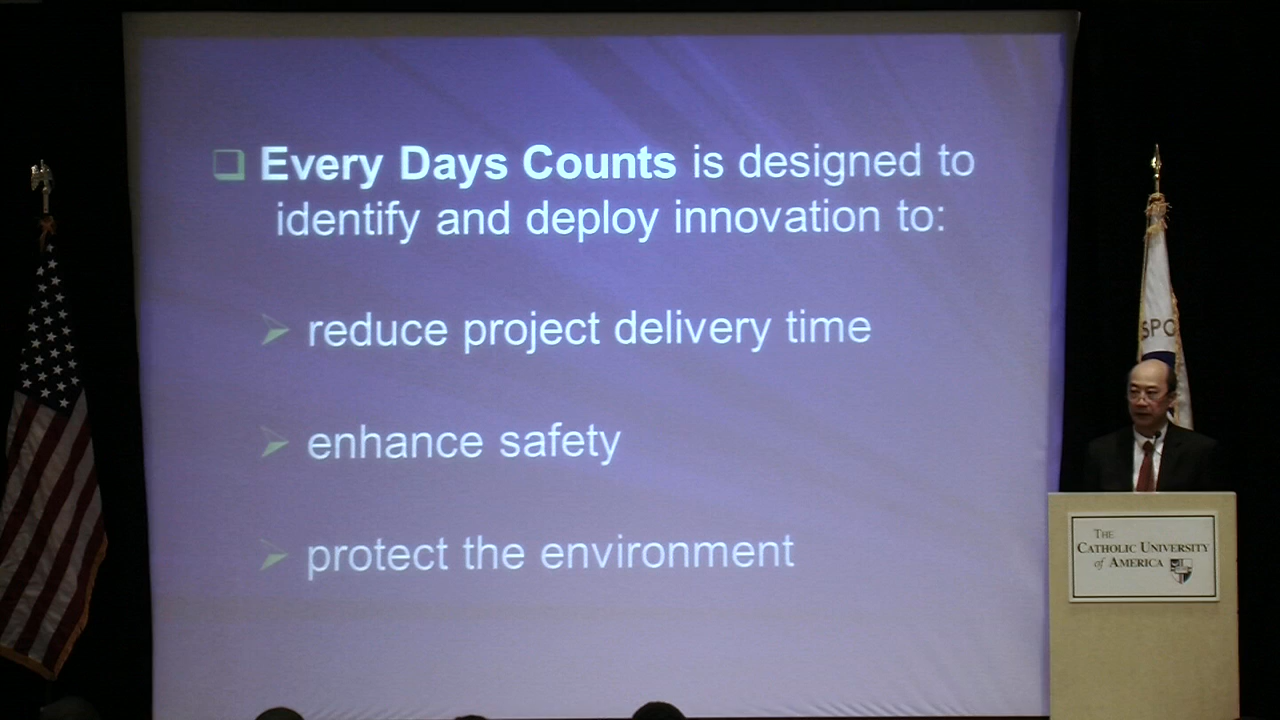 Every Days Counts is designed to
identify and deploy innovation to:
reduce project delivery time
enhance safety
protect the environment
SPO
THE
CATHOLIC UNIVERSITY
of AMERICA